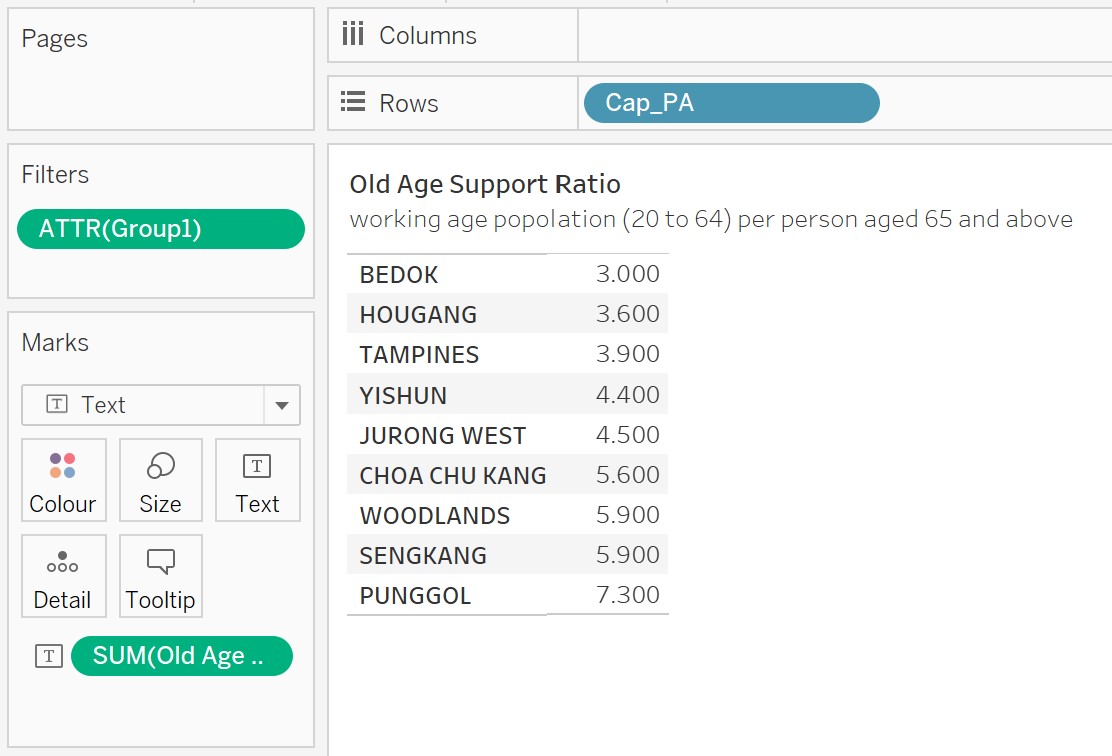 Pages
Columns
Rows
Cap_PA
Filters
ATTR(Group1)
Marks
Text
Colour
Size
Text
Detail
Tooltip
SUM(Old Age ..
Old Age Support Ratio
working age popolation (20 to 64) per person aged 65 and above
BEDOK 3.000
HOUGANG 3.600
TAMPINES 3.900
YISHUN 4.400
JURONG WEST 4.500
CHOA CHU KANG 5.600
WOODLANDS 5.900
SENGKANG 5.900
PUNGGOL 7.300